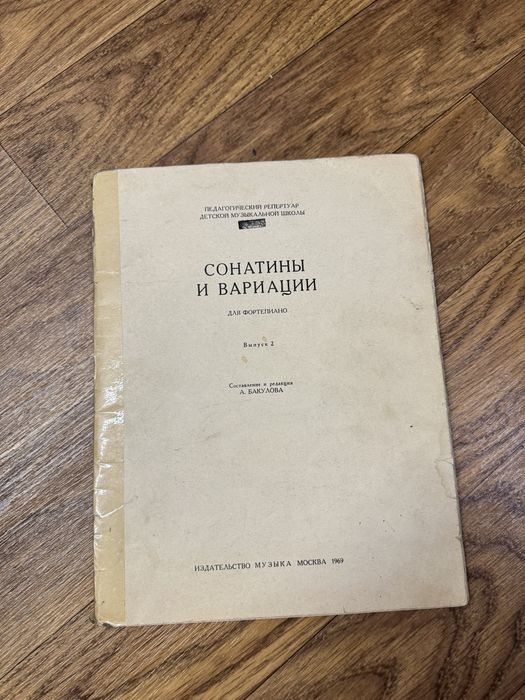 ПЕДАГОГИЧЕСКИЙ РЕПЕРТУАР
ДЕТСКОЙ МУЗЫКАЛЬНОЙ ШКОЛЫ
СОНАТИНЫ
И ВАРИАЦИИ
ДЛЯ ФОРТЕПИАНО
Выпуск 2
Составление и редакция
А. БАКУЛОВА
ИЗДАТЕЛЬСТВО МУЗЫКА МОСКВА 1969